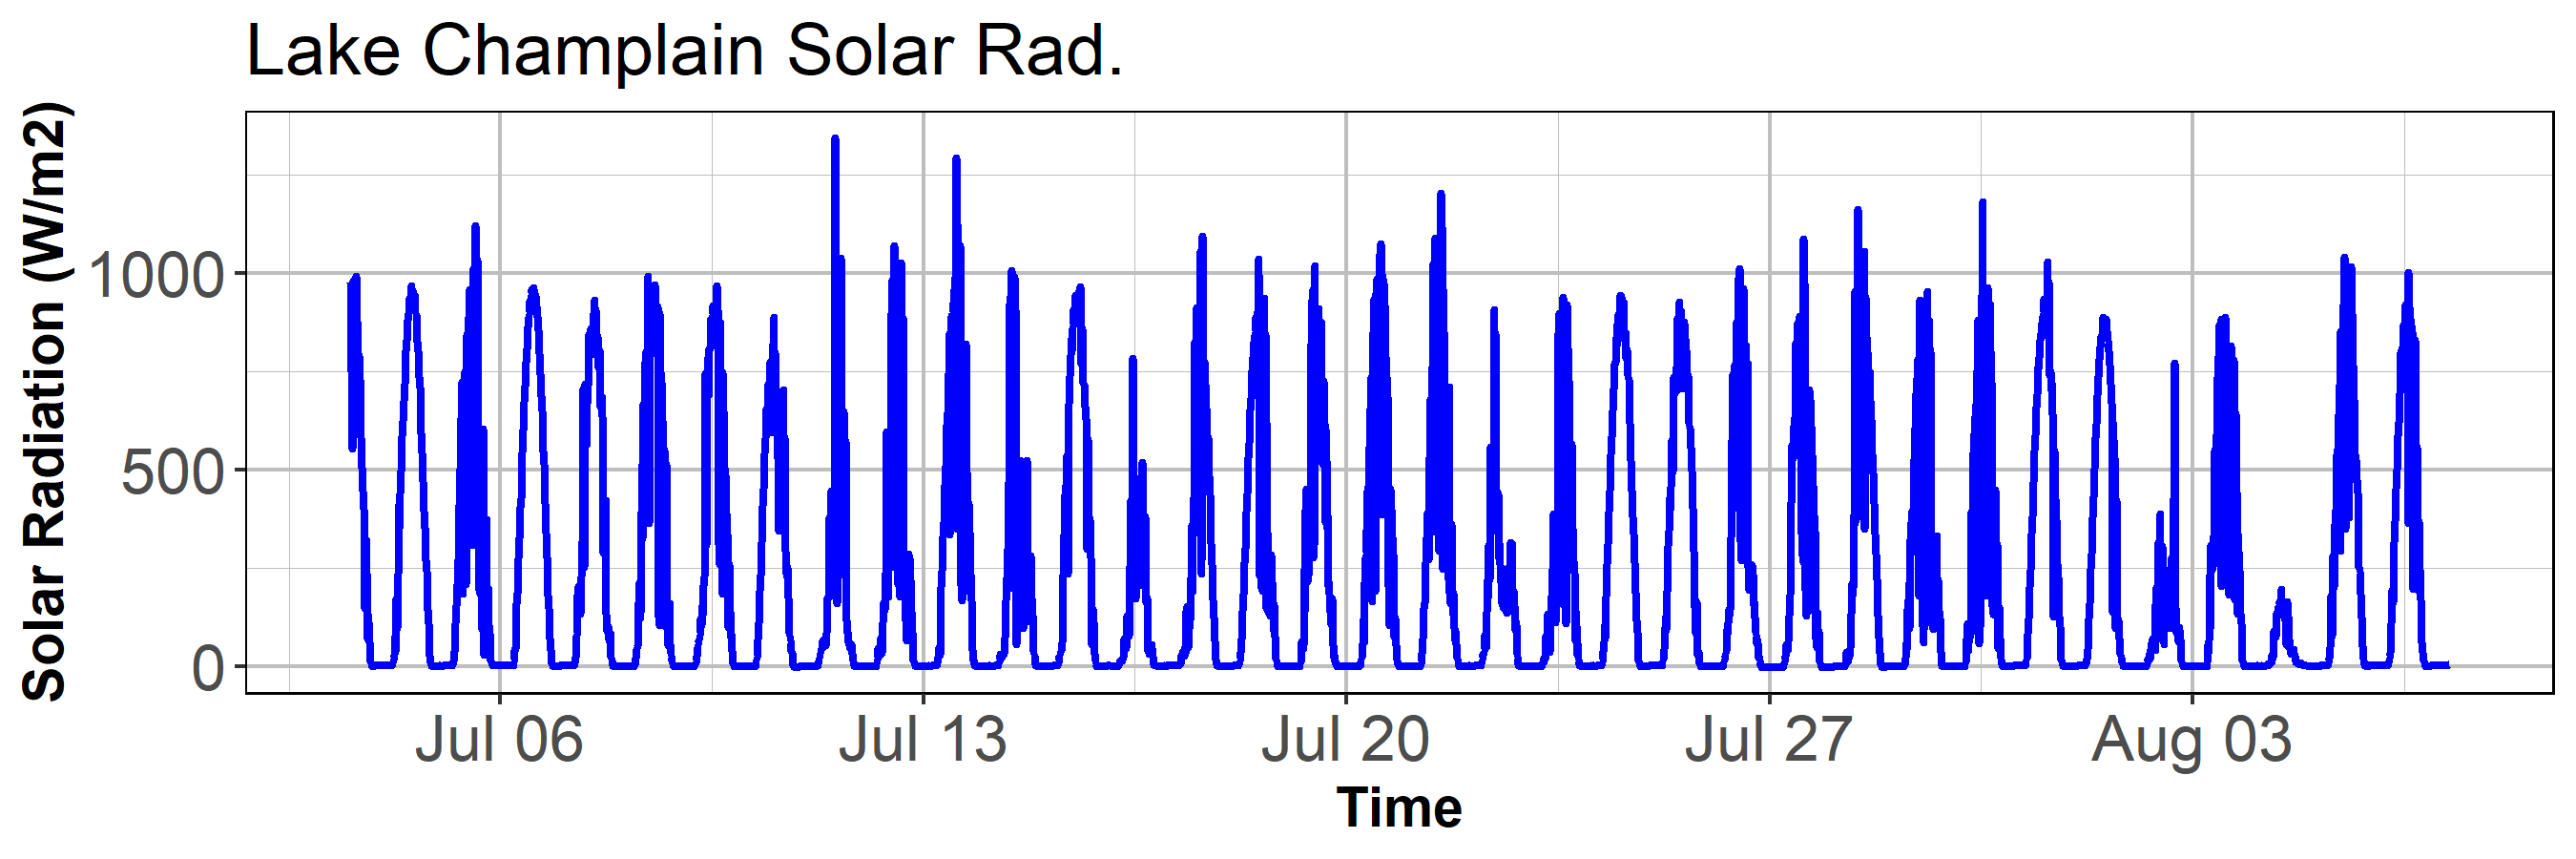 Lake Champlain Solar Rad.
Solar Radiation (W/m2)
1000
500
0
Jul 06 Jul 13 Jul 20 Jul 27 Aug 03
Time